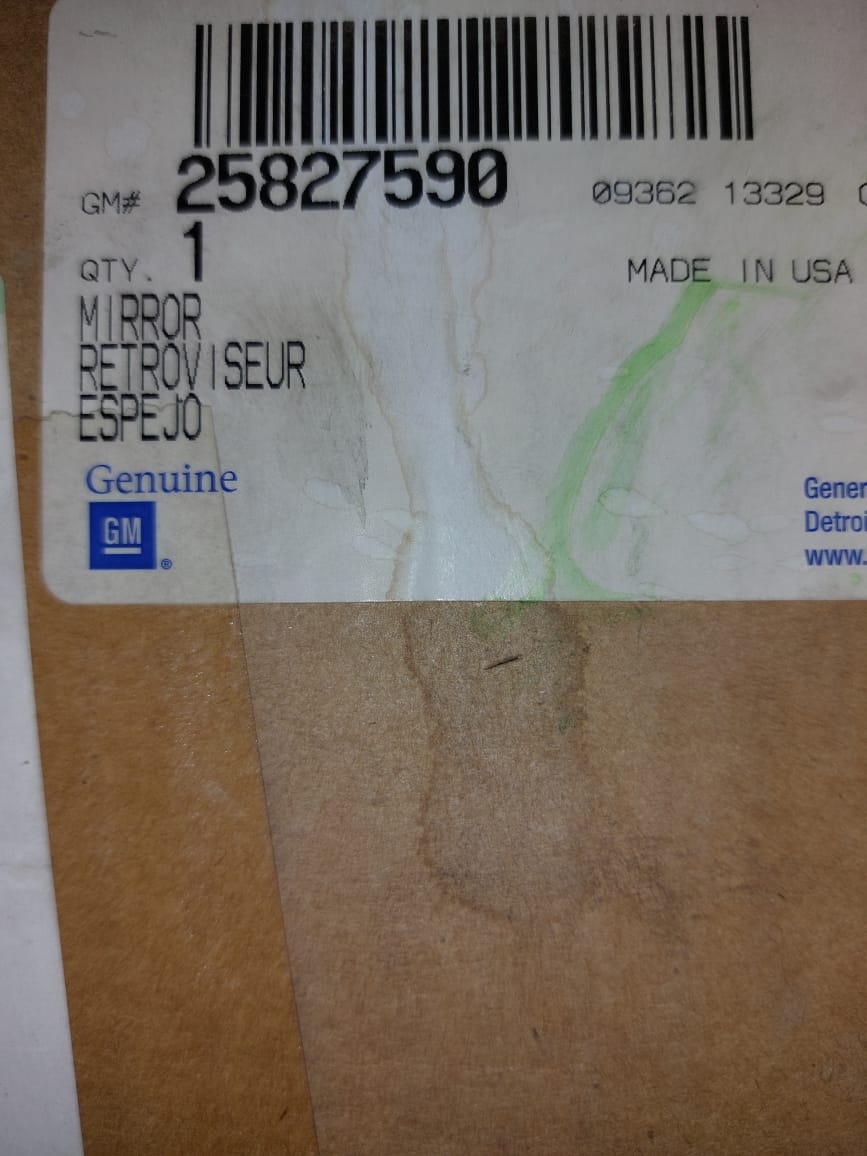 GM# 25827590 09362 13329
QTY. 1 MADE IN USA
MIRROR
RETROVISEUR
ESPEJO
Genuine
GM ®
Gener
Detroi
www.